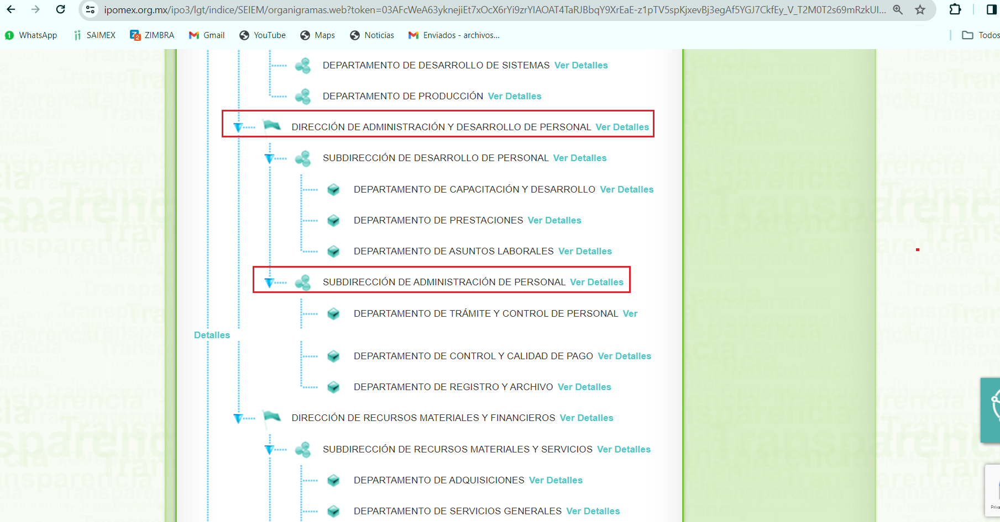 ipomex.org.mx/ipo3/lgt/indice/SEIEM/organigramas.web?token=03AFcWeA63yknejiEt7xOcX6rYi9zrYIAOAT4TaRJBbqY9XrEaE-z1pTV5spKjxevBj3egAf5YGJ7CkfEy_V_T2M0T2s69mRzkUI...
1 WhatsApp SAIMEX Z 2 ZIMBRA Gmail YouTube Maps Noticias Enviados - archivos... Todos
DEPARTAMENTO DE DESARROLLO DE SISTEMAS Ver Detalles
DEPARTAMENTO DE PRODUCCIÓN Ver Detalles
DIRECCIÓN DE ADMINISTRACIÓN Y DESARROLLO DE PERSONAL Ver Detalles
SUBDIRECCIÓN DE DESARROLLO DE PERSONAL Ver Detalles
DEPARTAMENTO DE CAPACITACIÓN Y DESARROLLO Ver Detalles
DEPARTAMENTO DE PRESTACIONES Ver Detalles
DEPARTAMENTO DE ASUNTOS LABORALES Ver Detalles
SUBDIRECCIÓN DE ADMINISTRACIÓN DE PERSONAL Ver Detalles
DEPARTAMENTO DE TRÁMITE Y CONTROL DE PERSONAL Ver
Detalles
DEPARTAMENTO DE CONTROL Y CALIDAD DE PAGO Ver Detalles
DEPARTAMENTO DE REGISTRO Y ARCHIVO Ver Detalles
DIRECCIÓN DE RECURSOS MATERIALES Y FINANCIEROS Ver Detalles
SUBDIRECCIÓN DE RECURSOS MATERIALES Y SERVICIOS Ver Detalles
DEPARTAMENTO DE ADQUISICIONES Ver Detalles
Priva
DEPARTAMENTO DE SERVICIOS GENERALES Ver Detalles